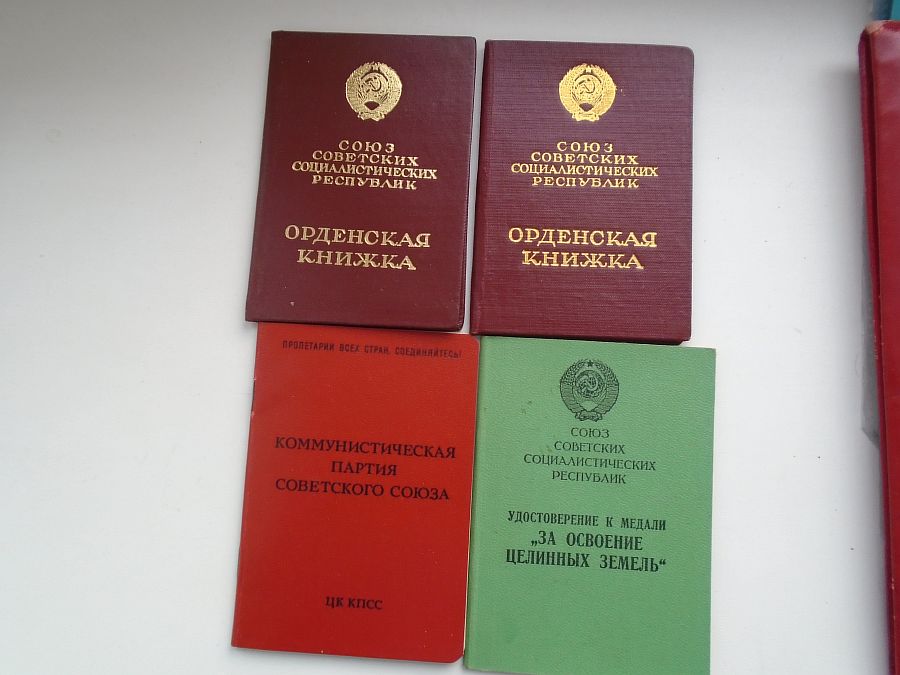 СОЮЗ
СОВЕТСКИХ
СОЦИАЛИСТИЧЕСКИХ
РЕСПУБЛИК
ОРДЕНСКАЯ
КНИЖКА
СОЮЗ
СОВЕТСКИХ
СОЦИАЛИСТИЧЕСКИХ
РЕСПУБЛИК
ОРДЕНСКАЯ
КНИЖКА
ПРОЛЕТАРИИ ВСЕХ СТРАН, СОЕДИНЯЙТЕСЬ!
КОММУНИСТИЧЕСКАЯ
ПАРТИЯ
СОВЕТСКОГО СОЮЗА
ЦК КПСС
СОЮЗ
СОВЕТСКИХ
СОЦИАЛИСТИЧЕСКИХ
РЕСПУБЛИК
УДОСТОВЕРЕНИЕ К МЕДАЛИ
„ЗА ОСВОЕНИЕ
ЦЕЛИННЫХ ЗЕМЕЛЬ“